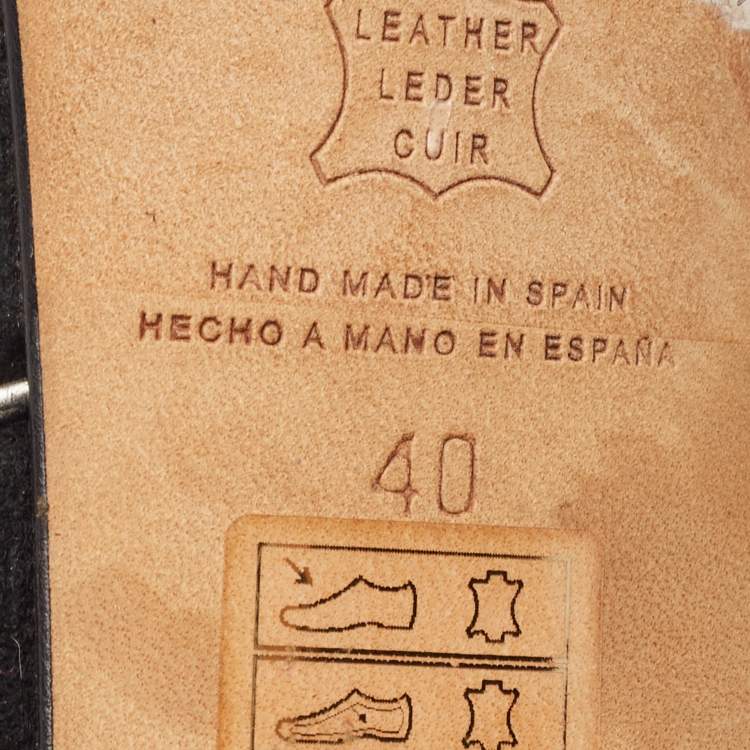 LEATHER
LEDER
CUIR
HAND MADE IN SPAIN
HECHO A MANO EN ESPAÑA
40